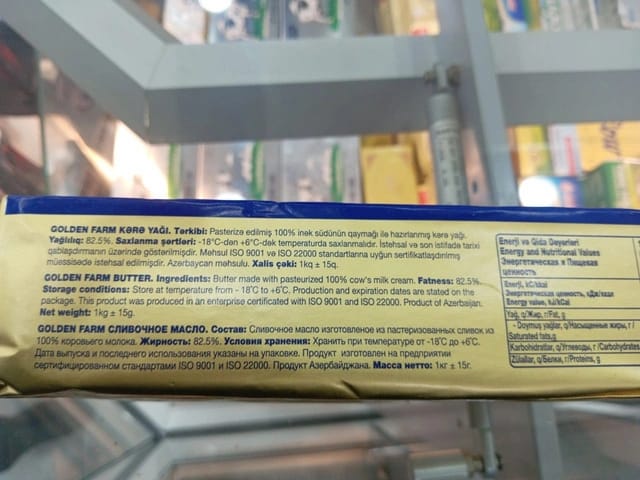 GOLDEN FARM KƏRƏ YAĞI. Tərkibi: Pasterizə edilmiş 100% inək südünün qaymağı ilə hazırlanmış kərə yağı.
Yağlılıq: 82.5%. Saxlanma şərtləri: -18°C-dən +6°C-dək temperaturda saxlanmalıdır. İstehsal və son istifadə tarixi
qablaşdırmanın üzərində göstərilmişdir. Məhsul ISO 9001 və ISO 22000 standartlarına uyğun sertifikatlaşdırılmış
müəssisədə istehsal edilmişdir. Azərbaycan məhsulu. Xalis çəki: 1kq ± 15q.
GOLDEN FARM BUTTER. Ingredients: Butter made with pasteurized 100% cow's milk cream. Fatness: 82.5%.
Storage conditions: Store at temperature from - 18°C to +6°C. Production and expiration dates are stated on the
package. This product was produced in an enterprise certificated with ISO 9001 and ISO 22000. Product of Azerbaijan.
Net weight: 1kg ± 15g.
GOLDEN FARM СЛИВОЧНОЕ МАСЛО. Состав: Сливочное масло изготовленое из пастеризованных сливок из
100% коровьего молока. Жирность: 82.5%. Условия хранения: Хранить при температуре от -18°C до +6°C.
Дата выпуска и последнего использования указаны на упаковке. Продукт изготовлен на предприятии
сертифицированном стандартами ISO 9001 и ISO 22000. Продукт Азербайджана. Масса нетто: 1кг ± 15г.
Enerji və Qida Dəyərləri
Energy and Nutritional Values
Энергетическая и Пищевая
ценность
Enerji, kC/kkal
Энергетическая ценность, кДж/ккал
Energy value, kJ/kCal
Yağ, q/Жир, г/Fat, g
- Doymuş yağlar, q/Насыщенные жиры, г/
Saturated fats,g
Karbohidratlar, q/Углеводы, г/Carbohydrates
Zülallar, q/Белки, г/Proteins, g